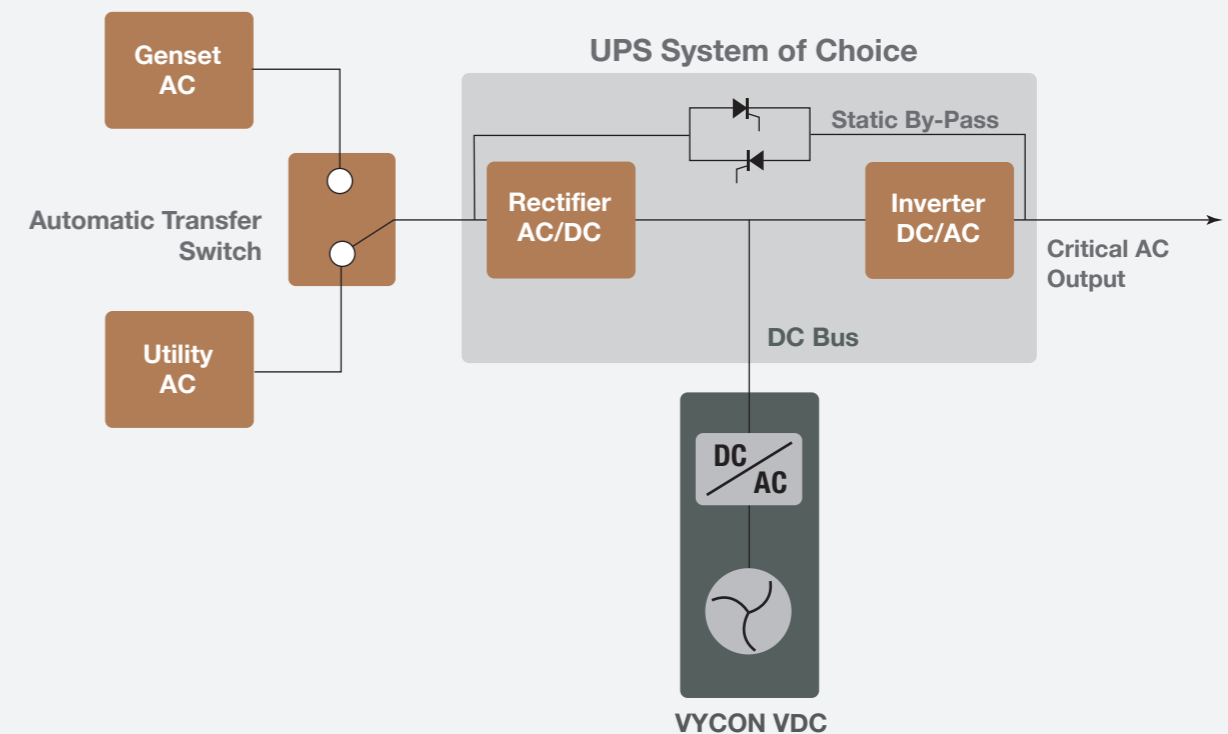 Genset
AC
UPS System of Choice
Static By-Pass
Automatic Transfer
Switch
Rectifier
AC/DC
Inverter
DC/AC
Critical AC
Output
Utility
AC
DC Bus
DC
AC
VYCON VDC